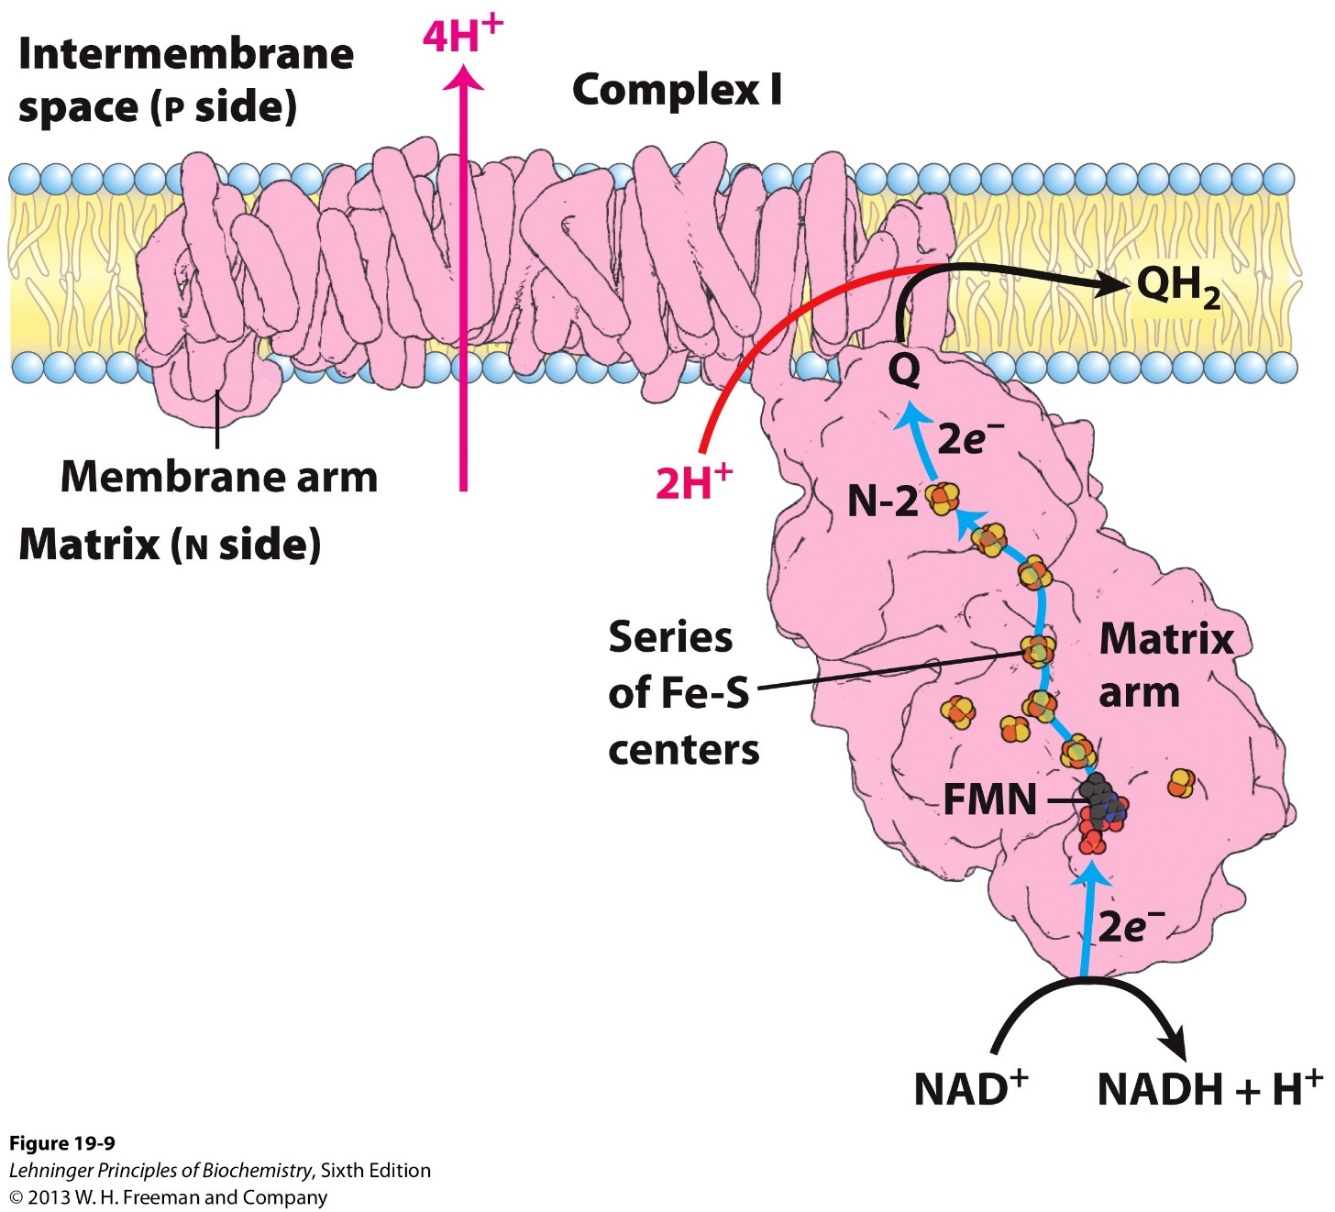 Intermembrane
space (P side)
4H⁺
Complex I
QH₂
Q
Membrane arm
2H⁺
2e⁻
N-2
Matrix (N side)
Series
of Fe-S
centers
Matrix
arm
FMN
2e⁻
NAD⁺
NADH + H⁺
Figure 19-9
Lehninger Principles of Biochemistry, Sixth Edition
© 2013 W. H. Freeman and Company